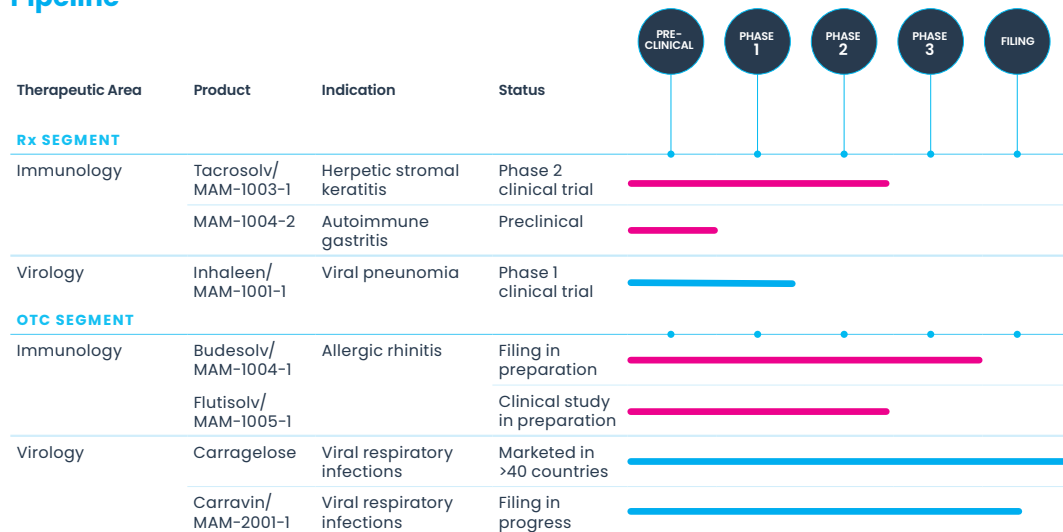 Pipeline
PRE-
CLINICAL
PHASE
1
PHASE
2
PHASE
3
FILING
Therapeutic Area Product Indication Status
Rx SEGMENT
Immunology Tacrosolv/ Herpetic stromal Phase 2
MAM-1003-1 keratitis clinical trial
MAM-1004-2 Autoimmune Preclinical
gastritis
Virology Inhaleen/ Viral pneunomia Phase 1
MAM-1001-1 clinical trial
OTC SEGMENT
Immunology Budesolv/ Allergic rhinitis Filing in
MAM-1004-1 preparation
Flutisolv/ Clinical study
MAM-1005-1 in preparation
Virology Carragelose Viral respiratory Marketed in
infections >40 countries
Carravin/ Viral respiratory Filing in
MAM-2001-1 infections progress